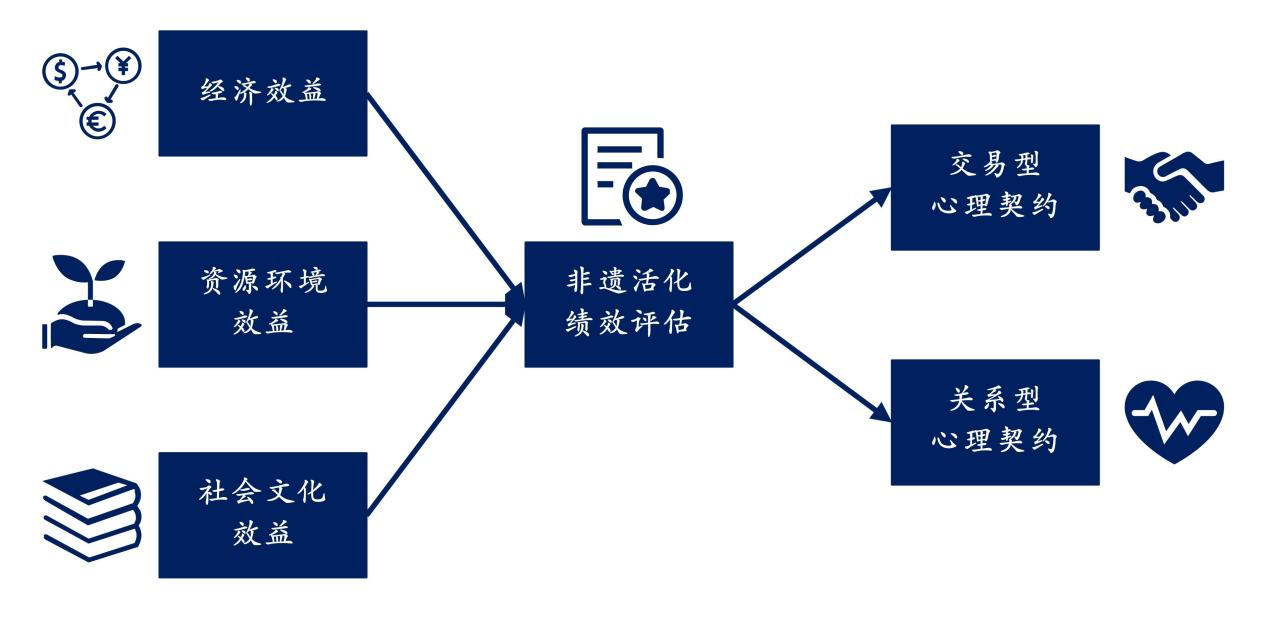 $
¥
€
经济效益
资源环境
效益
社会文化
效益
非遗活化
绩效评估
交易型
心理契约
关系型
心理契约